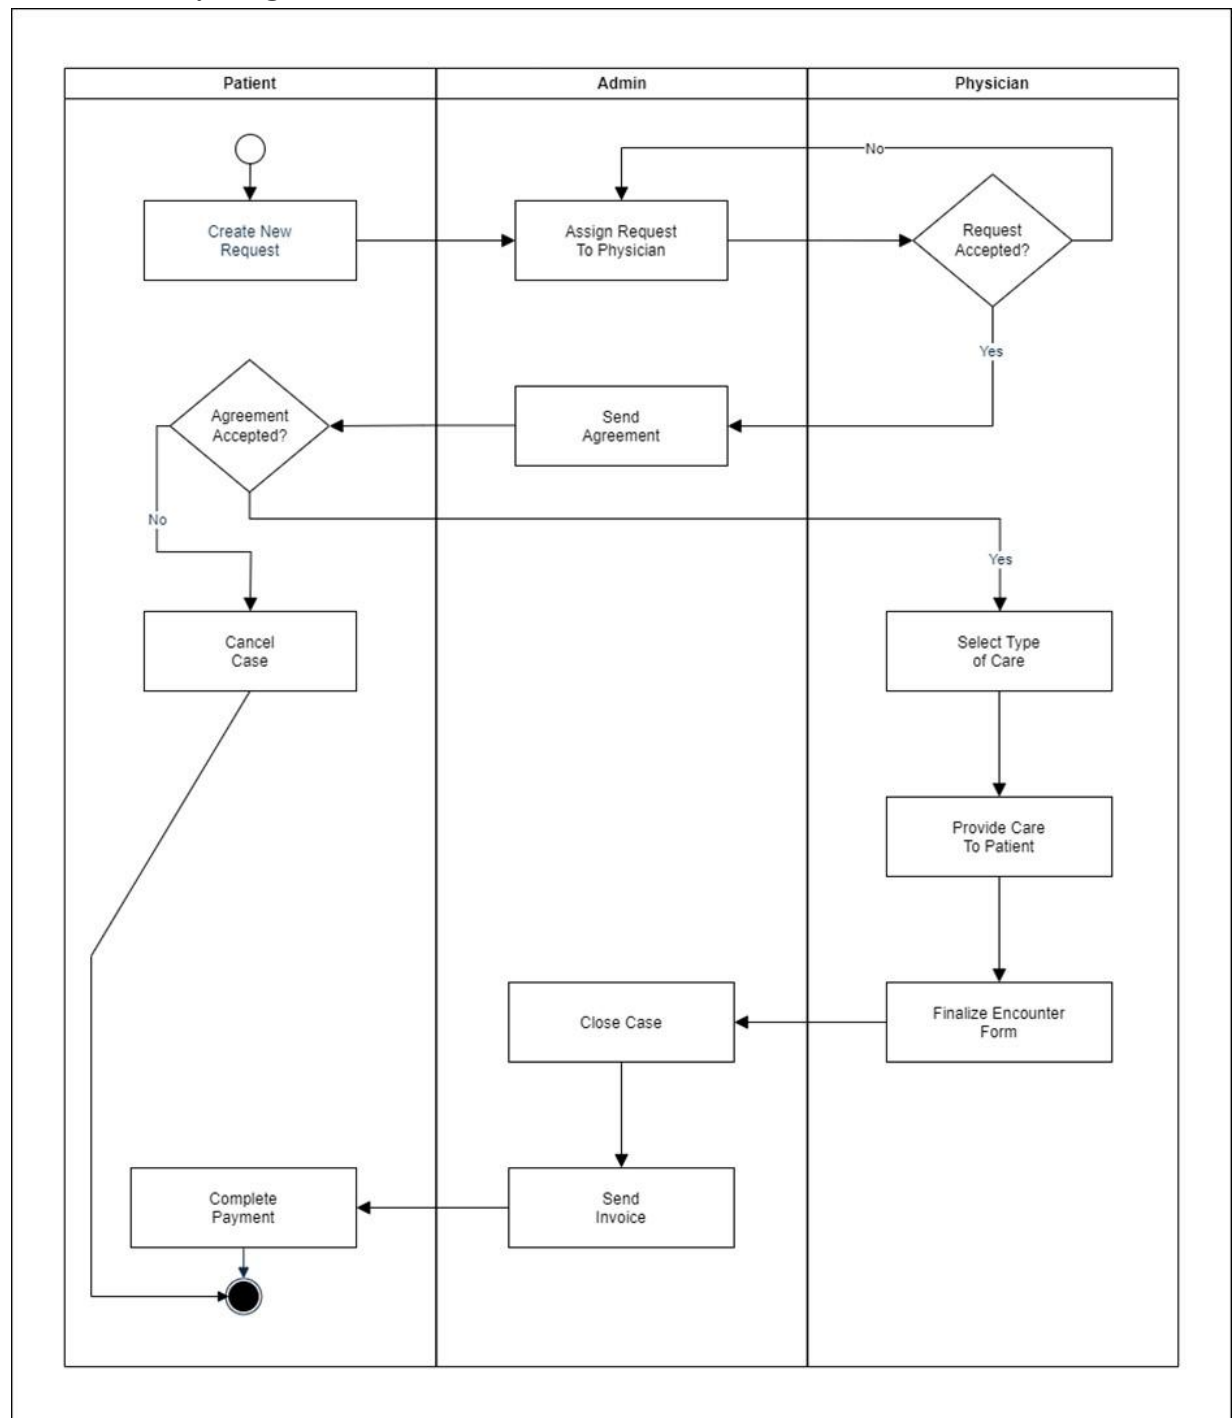 Patient
Admin
Physician
No
Create New
Request
Assign Request
To Physician
Request
Accepted?
Yes
Agreement
Accepted?
Send
Agreement
No
Yes
Cancel
Case
Select Type
of Care
Provide Care
To Patient
Close Case
Finalize Encounter
Form
Complete
Payment
Send
Invoice